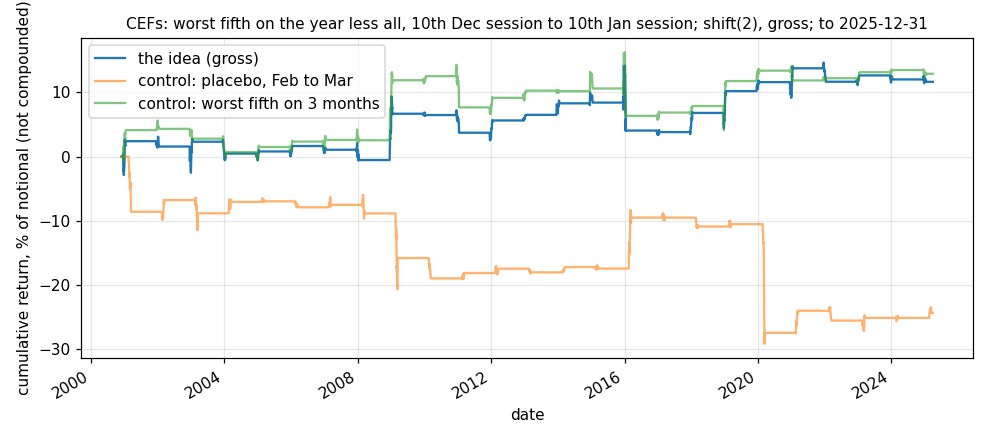 CEFs: worst fifth on the year less all, 10th Dec session to 10th Jan session; shift(2), gross; to 2025-12-31
cumulative return, % of notional (not compounded)
the idea (gross)
control: placebo, Feb to Mar
control: worst fifth on 3 months
10
0
−10
−20
−30
2000
2004
2008
2012
2016
2020
2024
date